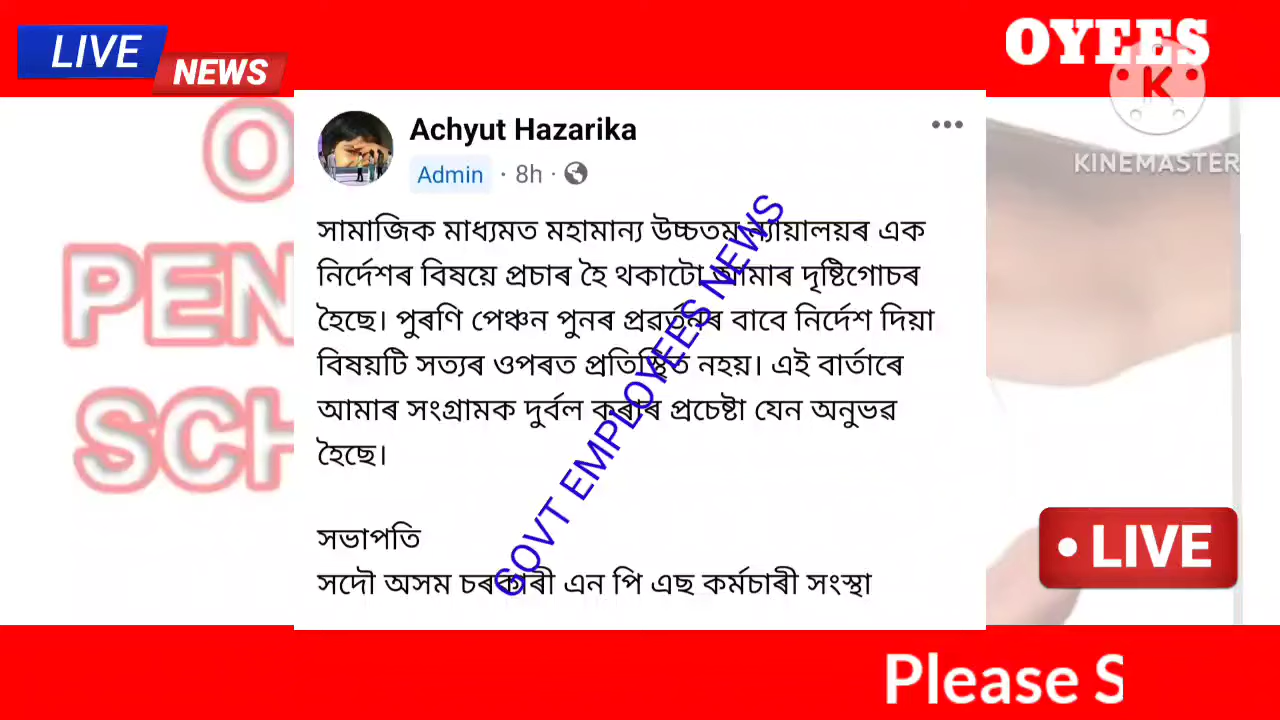 LIVE
NEWS
OYEES
KINEMASTER
Achyut Hazarika
Admin · 8h ·
সামাজিক মাধ্যমত মহামান্য উচ্চতম ন্যায়ালয়ৰ এক
নিৰ্দেশৰ বিষয়ে প্ৰচাৰ হৈ থকাটো আমাৰ দৃষ্টিগোচৰ
হৈছে। পুৰণি পেঞ্চন পুনৰ প্ৰৱৰ্তনৰ বাবে নিৰ্দেশ দিয়া
বিষয়টি সত্যৰ ওপৰত প্ৰতিস্থিত নহয়। এই বাৰ্তাৰে
আমাৰ সংগ্ৰামক দুৰ্বল কৰাৰ প্ৰচেষ্টা যেন অনুভৱ
হৈছে।
সভাপতি
সদৌ অসম চৰকাৰী এন পি এছ কৰ্মচাৰী সংস্থা
GOVT EMPLOYEES NEWS
O
PEN
SCH
LIVE
Please S